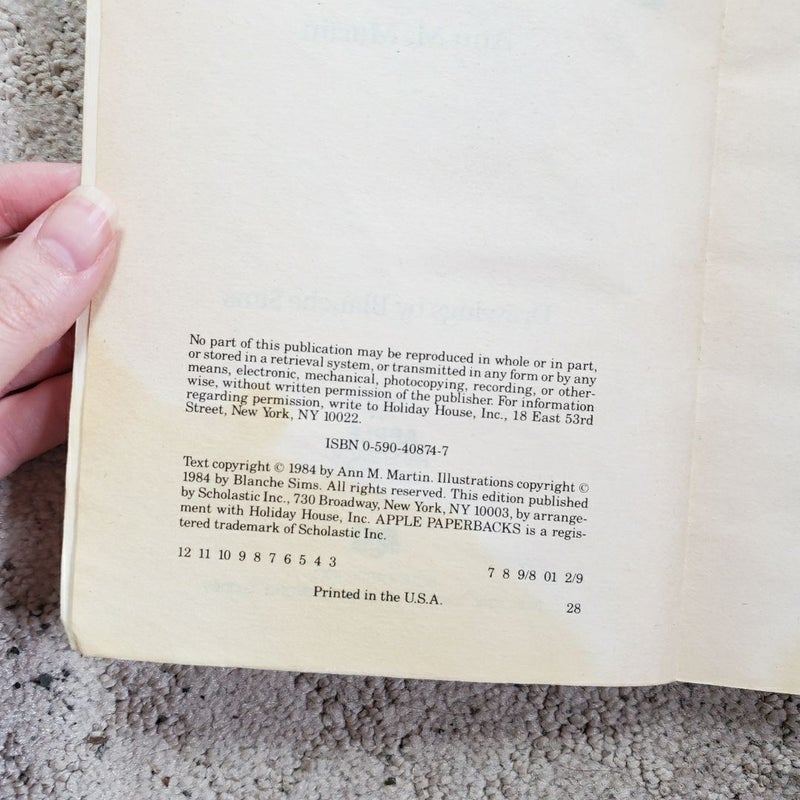 No part of this publication may be reproduced in whole or in part,
or stored in a retrieval system, or transmitted in any form or by any
means, electronic, mechanical, photocopying, recording, or other-
wise, without written permission of the publisher. For information
regarding permission, write to Holiday House, Inc., 18 East 53rd
Street, New York, NY 10022.
ISBN 0-590-40874-7
Text copyright © 1984 by Ann M. Martin. Illustrations copyright ©
1984 by Blanche Sims. All rights reserved. This edition published
by Scholastic Inc., 730 Broadway, New York, NY 10003, by arrange-
ment with Holiday House, Inc. APPLE PAPERBACKS is a regis-
tered trademark of Scholastic Inc.
12 11 10 9 8 7 6 5 4 3
7 8 9/8 01 2/9
Printed in the U.S.A.
28